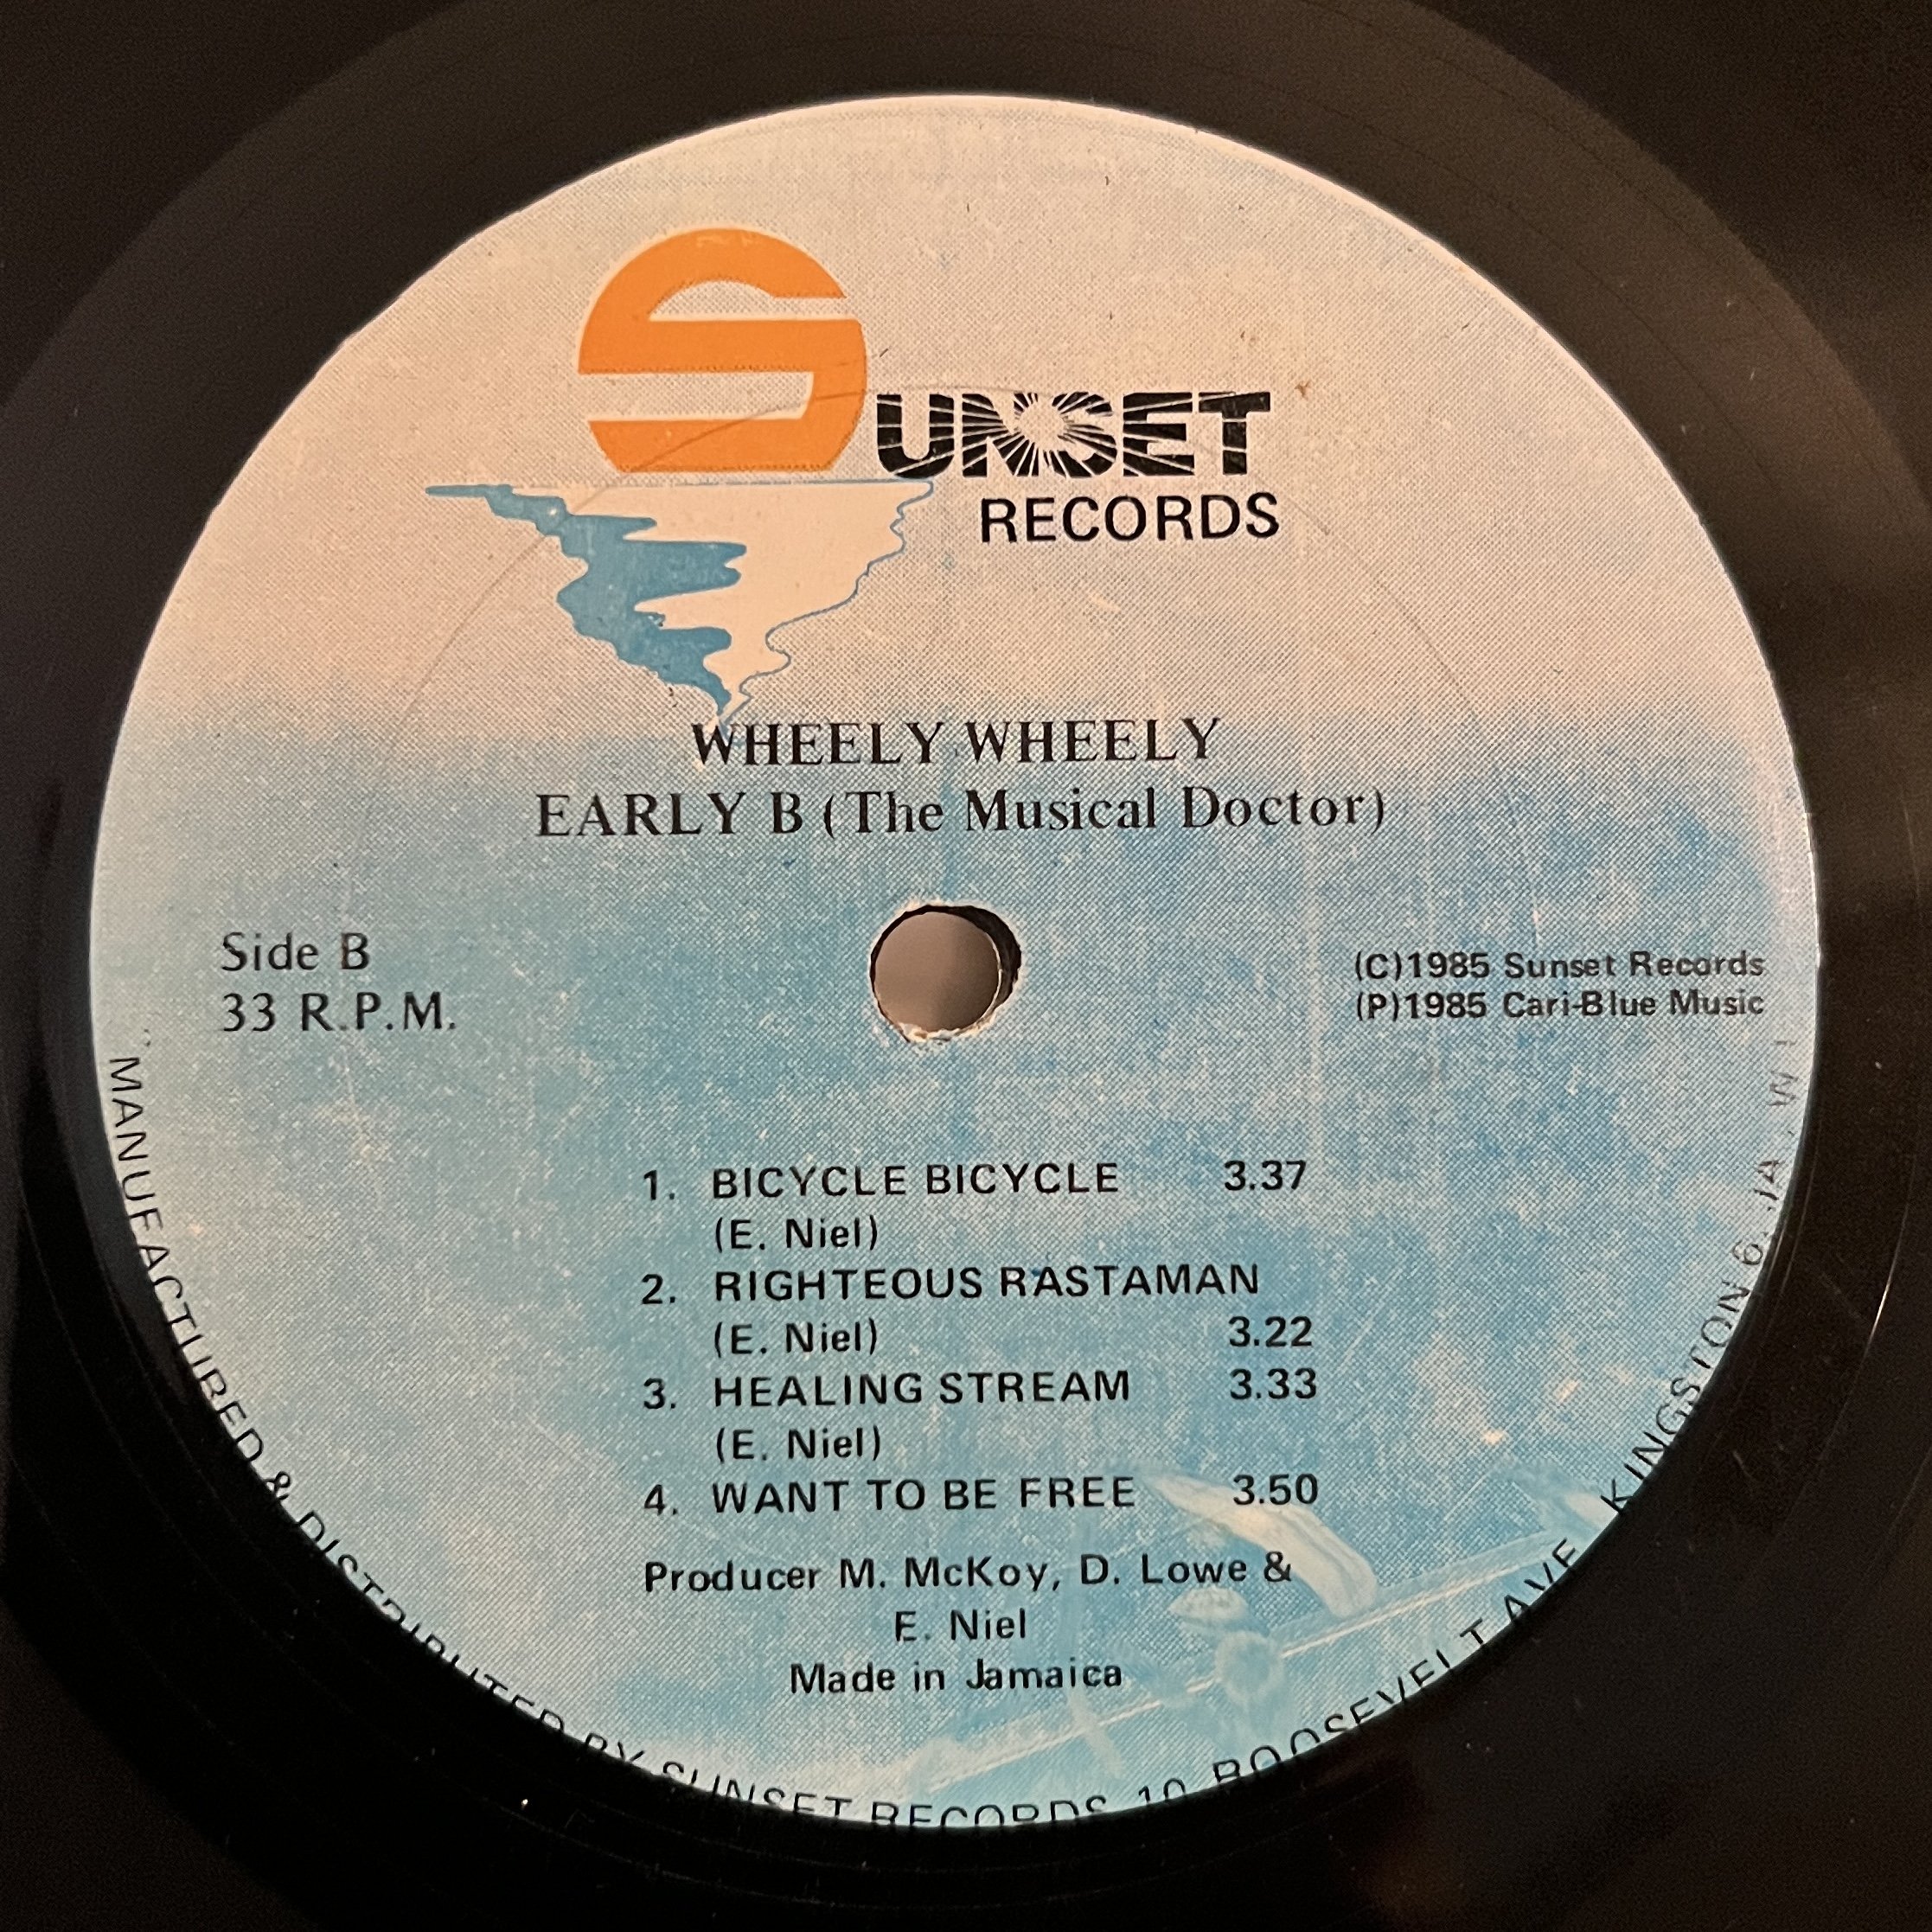 SUNSET
RECORDS
WHEELY WHEELY
EARLY B (The Musical Doctor)
Side B
33 R.P.M.
(C)1985 Sunset Records
(P)1985 Cari-Blue Music
1. BICYCLE BICYCLE 3.37
(E. Niel)
2. RIGHTEOUS RASTAMAN
(E. Niel) 3.22
3. HEALING STREAM 3.33
(E. Niel)
4. WANT TO BE FREE 3.50
Producer M. McKoy, D. Lowe &
E. Niel
Made in Jamaica
MANUFACTURED & DISTRIBUTED BY SUNSET RECORDS 10 ROOSEVELT AVE. KINGSTON 6, JA. W.I